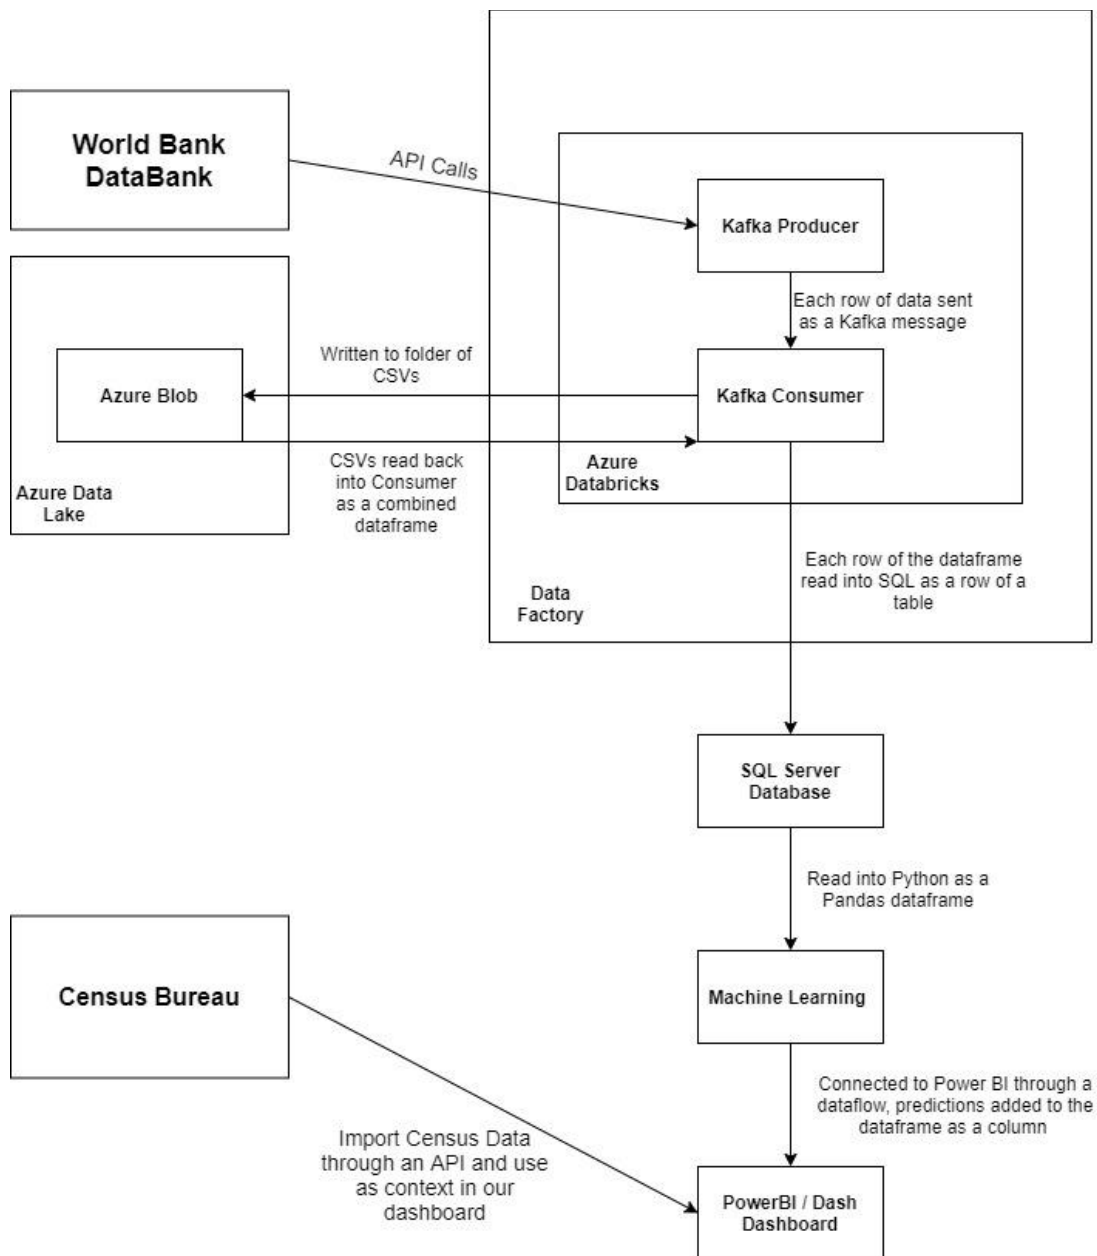 World Bank
DataBank
API Calls
Kafka Producer
Each row of data sent
as a Kafka message
Written to folder of
CSVs
Azure Blob
Kafka Consumer
CSVs read back
into Consumer
as a combined
dataframe
Azure
Databricks
Azure Data
Lake
Each row of the dataframe
read into SQL as a row of a
table
Data
Factory
SQL Server
Database
Read into Python as a
Pandas dataframe
Census Bureau
Machine Learning
Connected to Power BI through a
dataflow, predictions added to the
dataframe as a column
Import Census Data
through an API and use
as context in our
dashboard
PowerBI / Dash
Dashboard